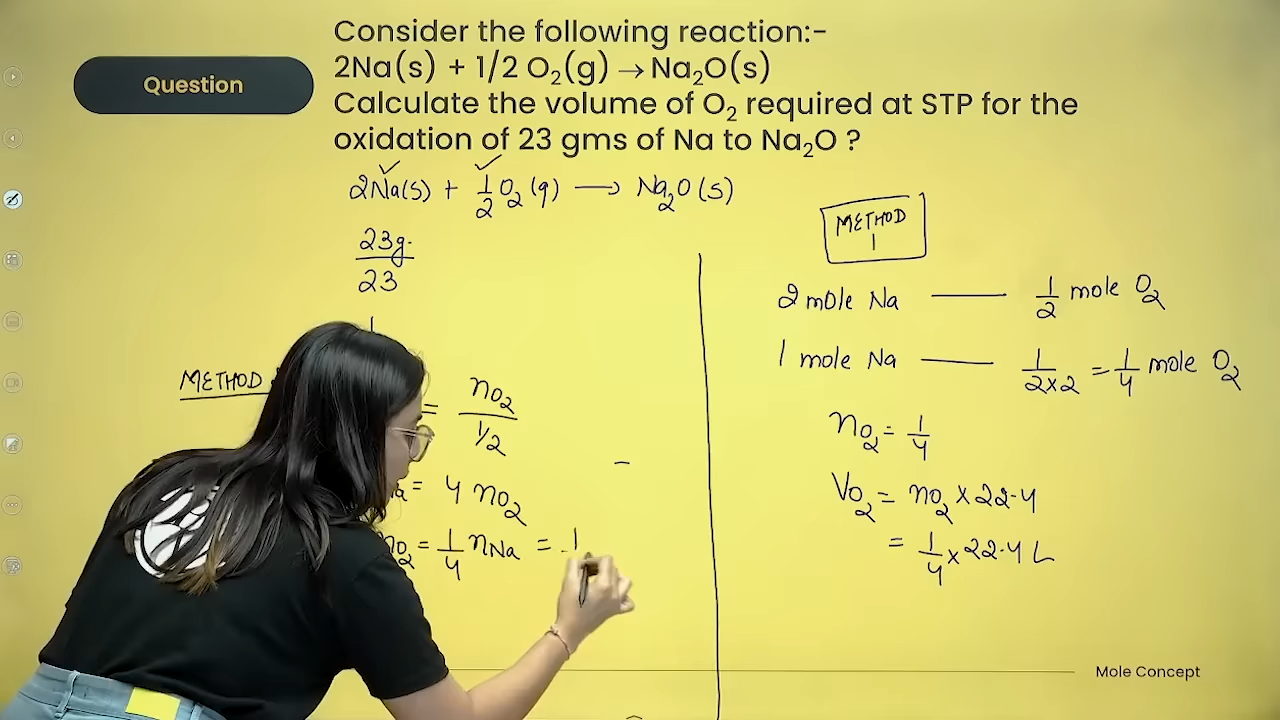 Question
Consider the following reaction:-
2Na(s) + 1/2 O₂(g) → Na₂O(s)
Calculate the volume of O₂ required at STP for the
oxidation of 23 gms of Na to Na₂O ?
2Na(s) + 1/2 O₂(g) → Na₂O(s)
23g.
23
1
METHOD
= nO₂ / 1/2
= 4 nO₂
nO₂ = 1/4 nNa = 1
METHOD
1
2 mole Na — 1/2 mole O₂
1 mole Na — 1/2×2 = 1/4 mole O₂
nO₂ = 1/4
VO₂ = nO₂ × 22.4
= 1/4 × 22.4 L
Mole Concept